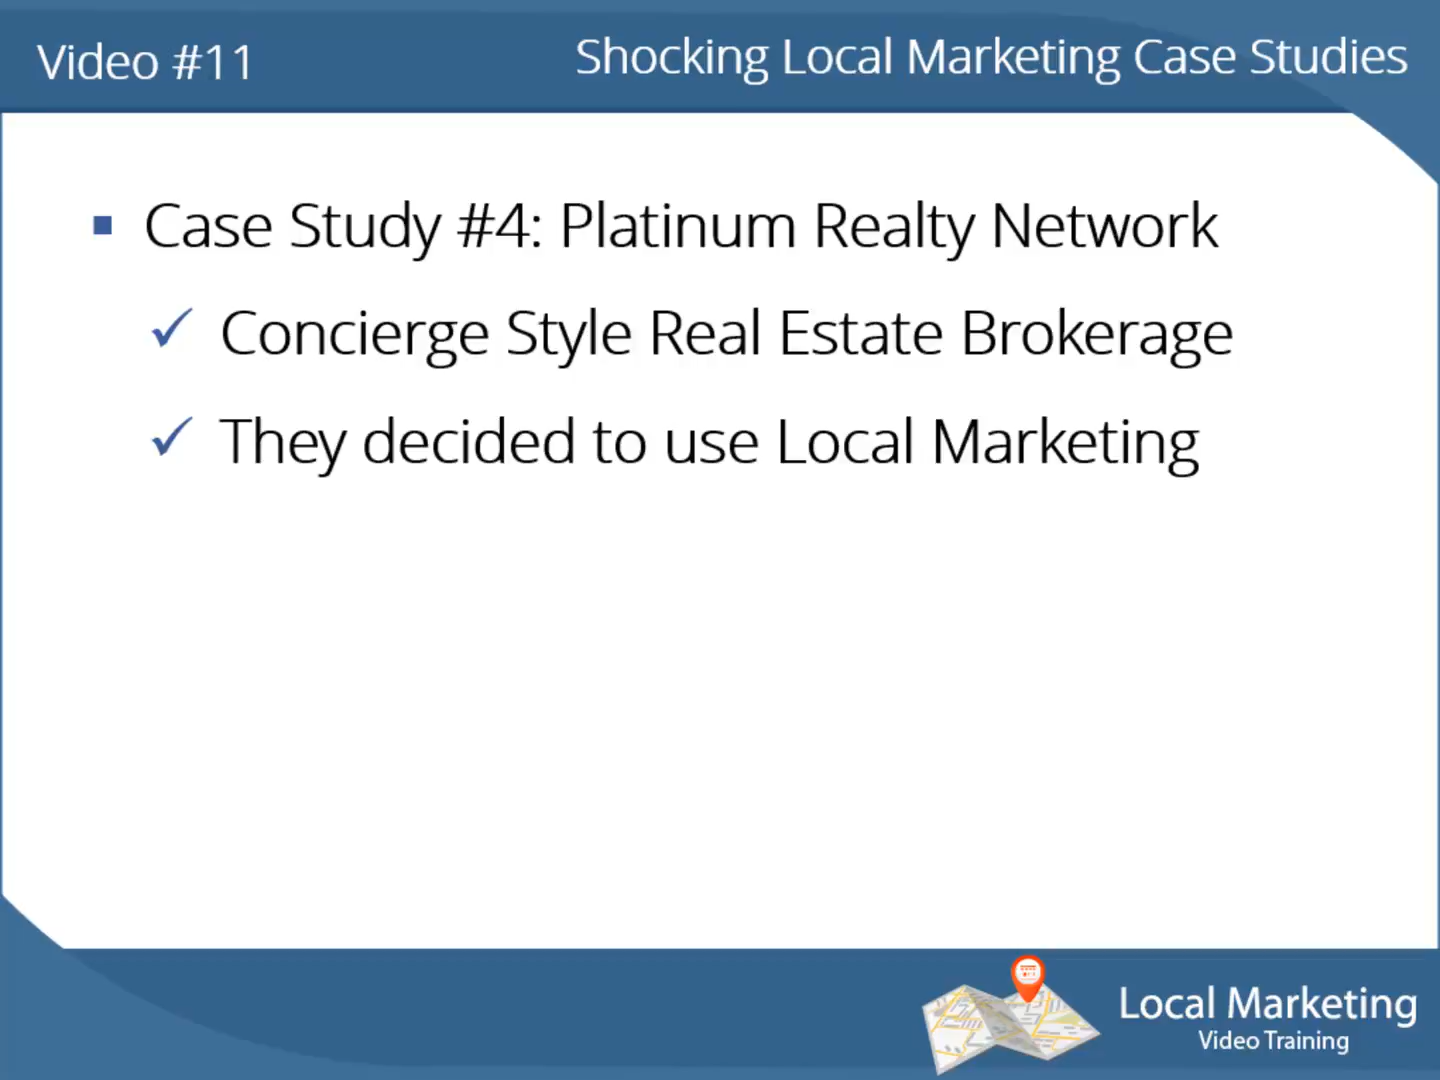 Video #11
Shocking Local Marketing Case Studies
Case Study #4: Platinum Realty Network
Concierge Style Real Estate Brokerage
They decided to use Local Marketing
Local Marketing
Video Training